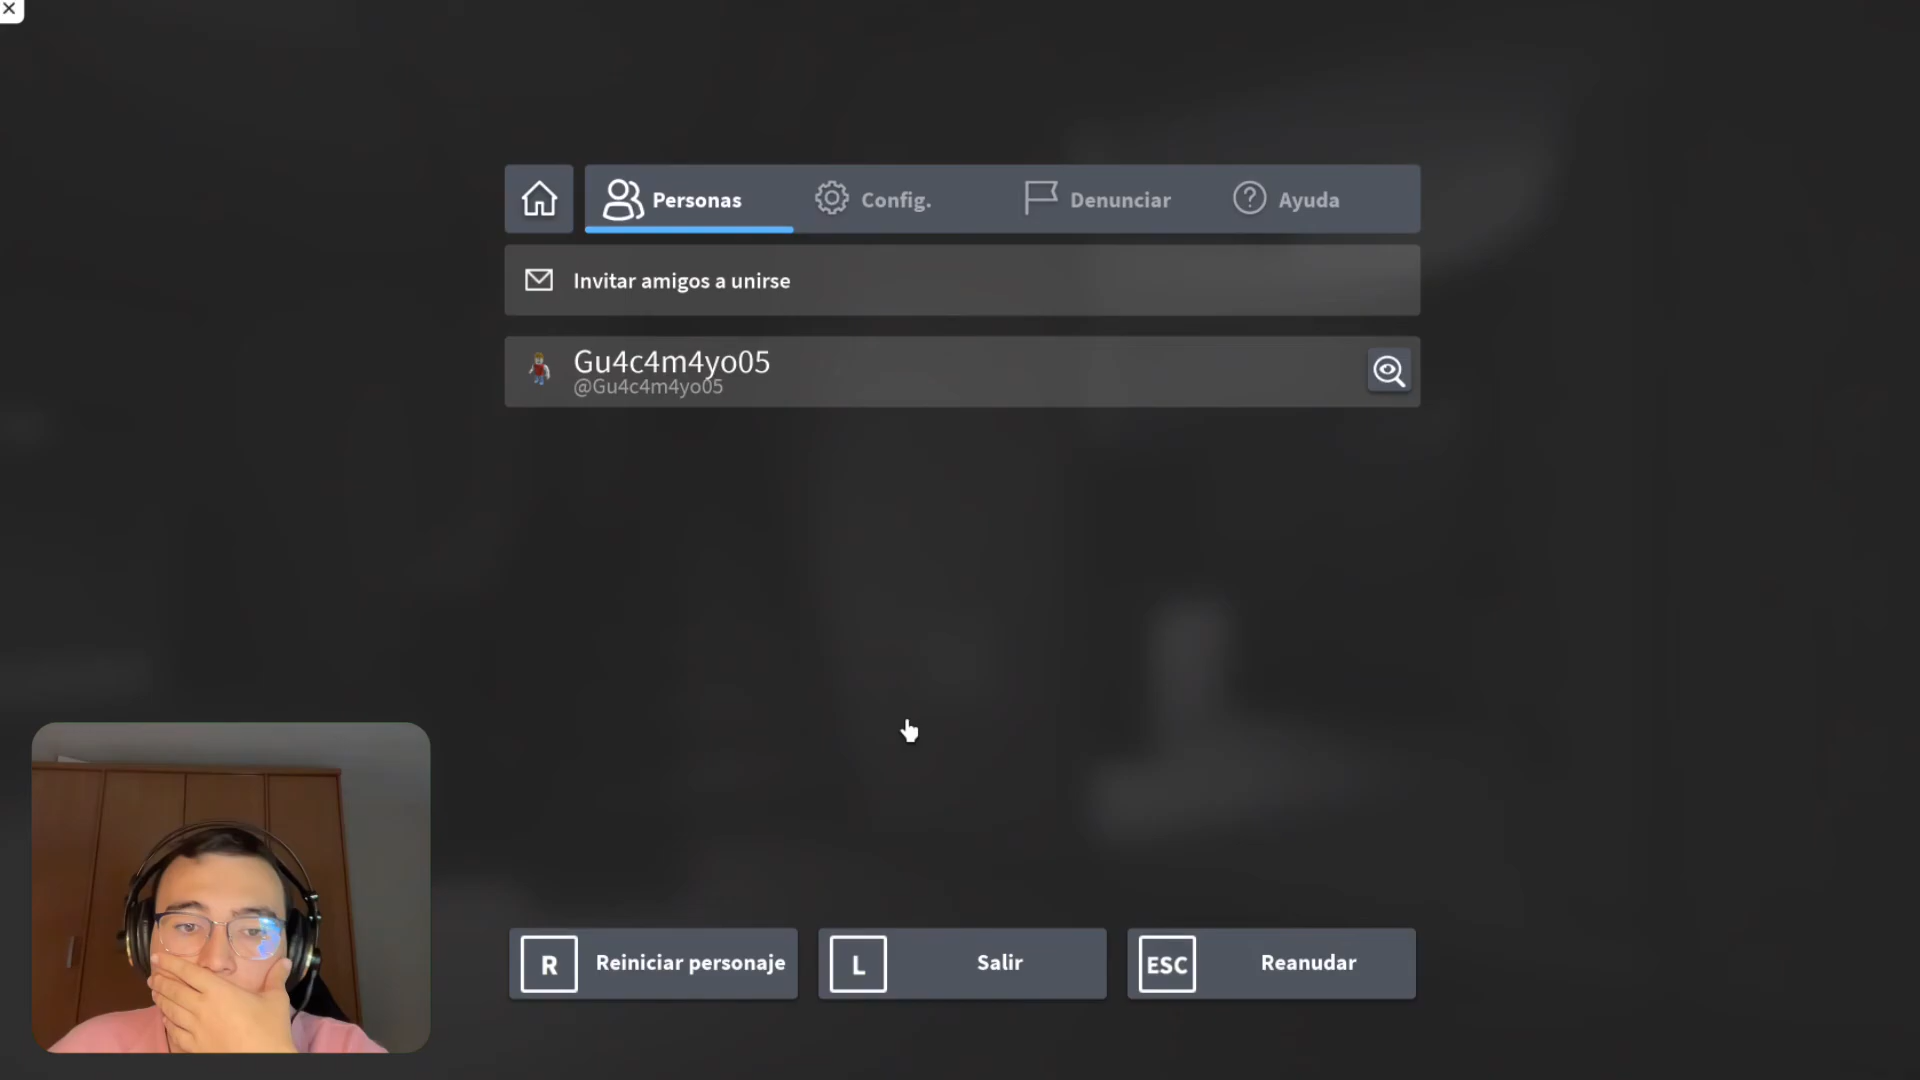 Personas
Config.
Denunciar
Ayuda
Invitar amigos a unirse
Gu4c4m4yo05
@Gu4c4m4yo05
R Reiniciar personaje
L Salir
ESC Reanudar